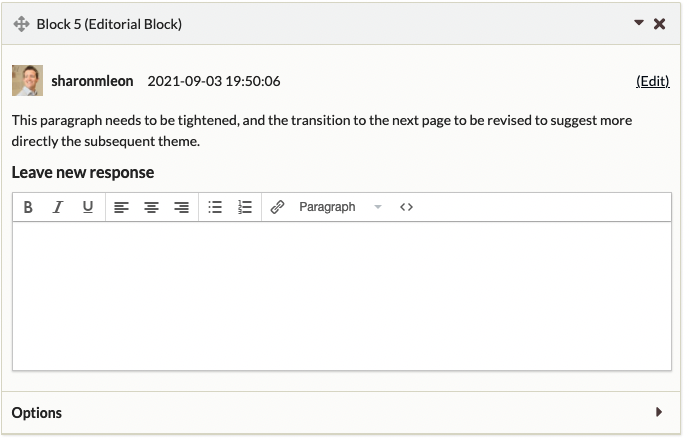 Block 5 (Editorial Block)
sharonmleon 2021-09-03 19:50:06 (Edit)
This paragraph needs to be tightened, and the transition to the next page to be revised to suggest more
directly the subsequent theme.
Leave new response
B I U Paragraph <>
Options